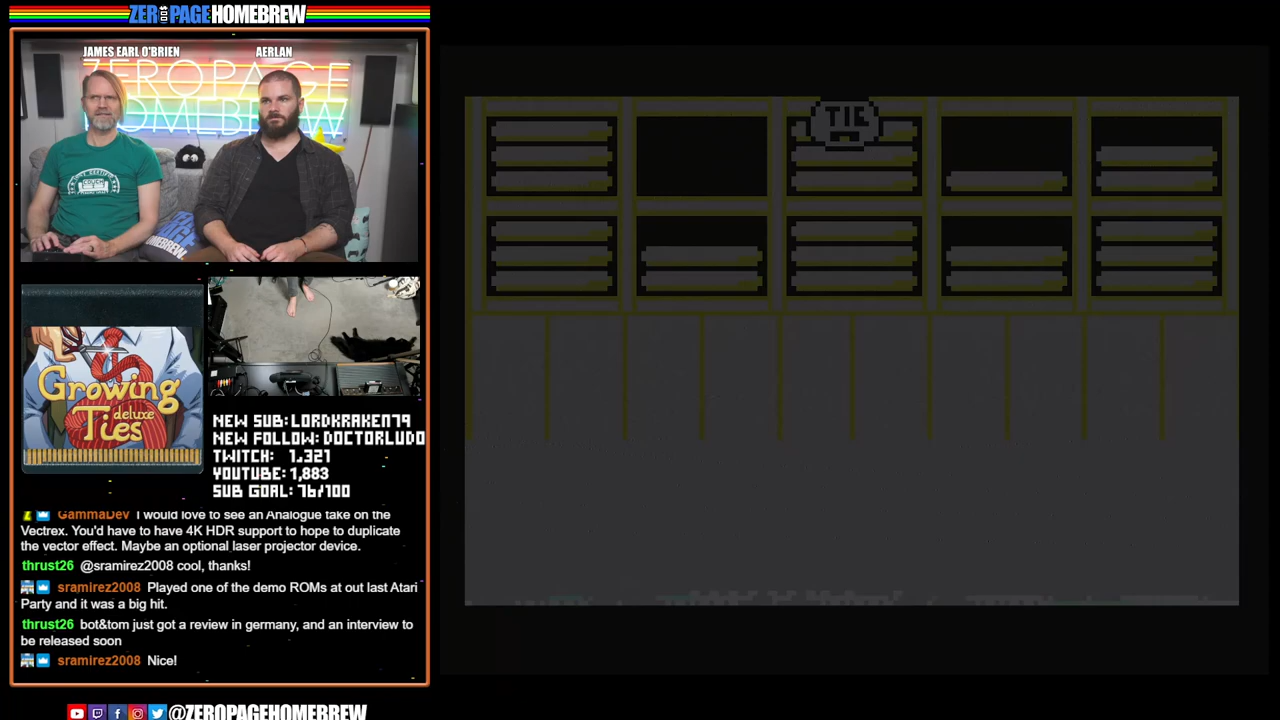 ZEROPAGEHOMEBREW
JAMES EARL O'BRIEN
AERLAN
ZEROPAGE
HOMEBREW
TIE
Growing
deluxe
Ties
NEW SUB: LORDKRAKEN79
NEW FOLLOW: DOCTORLUDO
TWITCH: 1,321
YOUTUBE: 1,883
SUB GOAL: 76/100
GammaDev I would love to see an Analogue take on the
Vectrex. You'd have to have 4K HDR support to hope to duplicate
the vector effect. Maybe an optional laser projector device.
thrust26 @sramirez2008 cool, thanks!
sramirez2008 Played one of the demo ROMs at out last Atari
Party and it was a big hit.
thrust26 bot&tom just got a review in germany, and an interview to
be released soon
sramirez2008 Nice!
@ZEROPAGEHOMEBREW